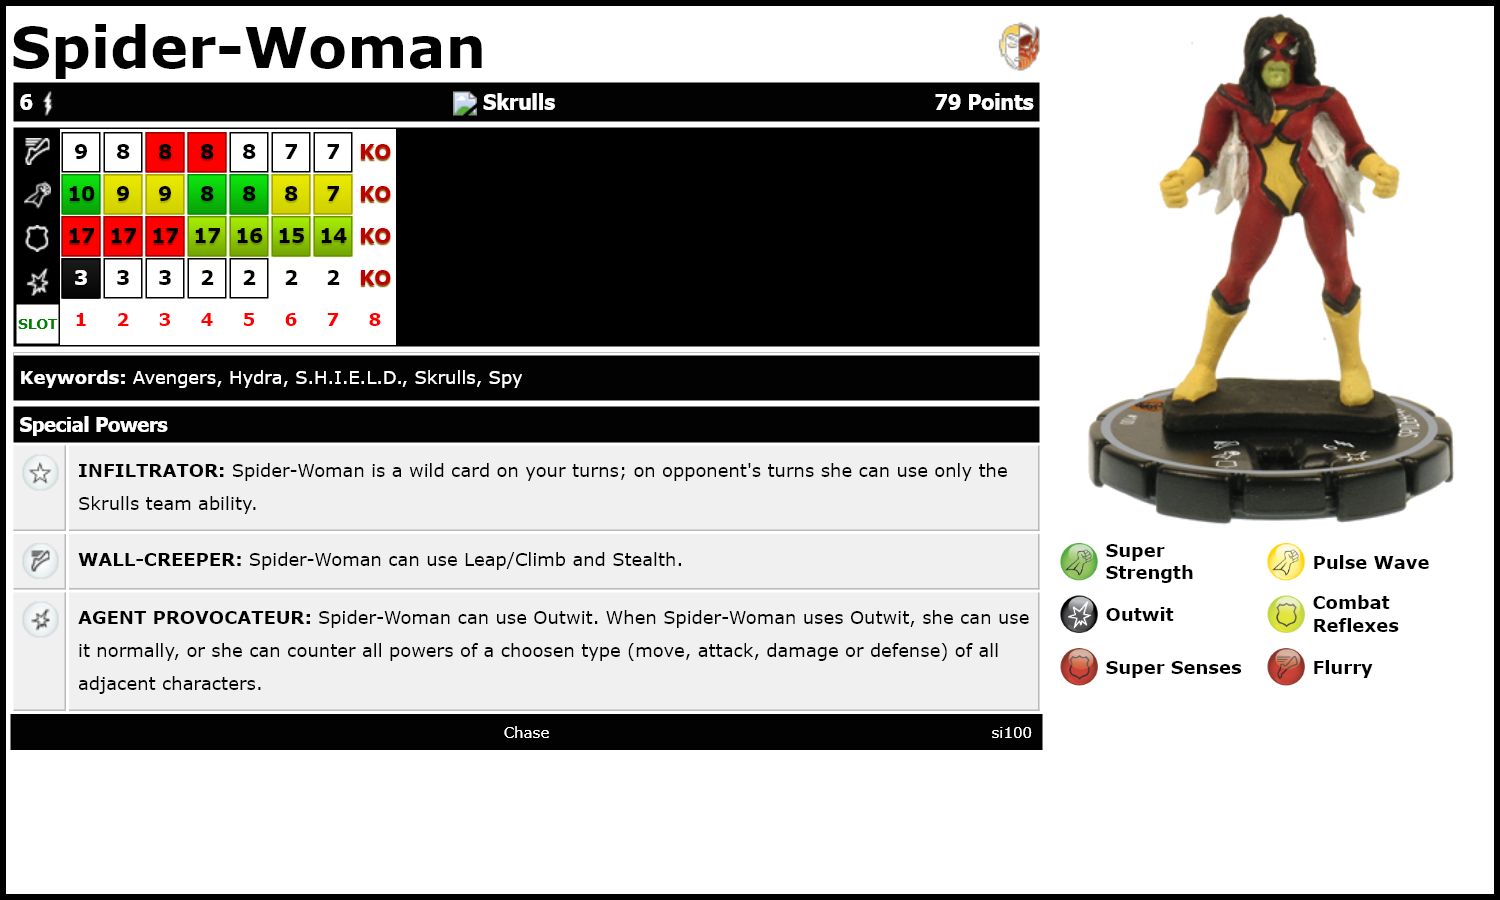 Spider-Woman
6 Skrulls 79 Points
9 8 8 8 8 7 7 KO
10 9 9 8 8 8 7 KO
17 17 17 17 16 15 14 KO
3 3 3 2 2 2 2 KO
SLOT 1 2 3 4 5 6 7 8
Keywords: Avengers, Hydra, S.H.I.E.L.D., Skrulls, Spy
Special Powers
INFILTRATOR: Spider-Woman is a wild card on your turns; on opponent's turns she can use only the
Skrulls team ability.
WALL-CREEPER: Spider-Woman can use Leap/Climb and Stealth.
AGENT PROVOCATEUR: Spider-Woman can use Outwit. When Spider-Woman uses Outwit, she can use
it normally, or she can counter all powers of a choosen type (move, attack, damage or defense) of all
adjacent characters.
Chase si100
Super
Strength
Pulse Wave
Outwit
Combat
Reflexes
Super Senses
Flurry